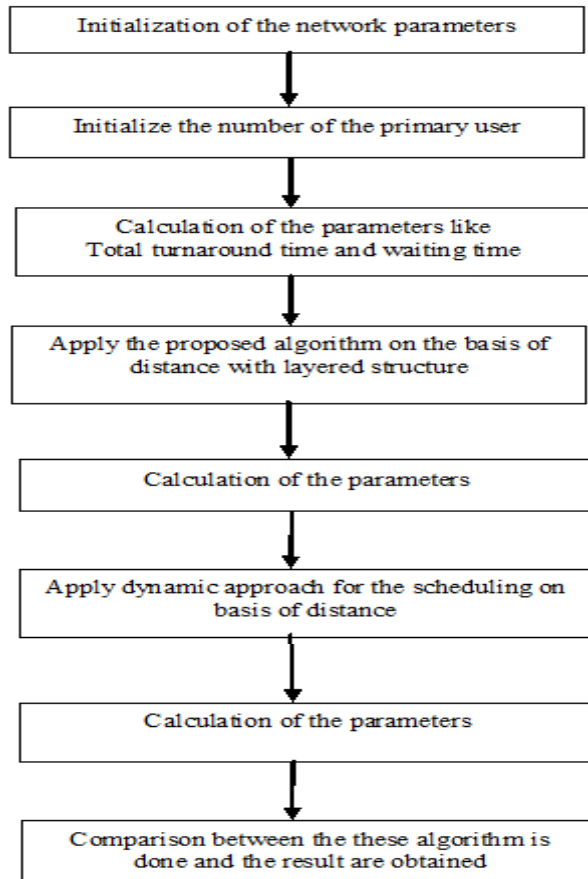 Initialization of the network parameters
Initialize the number of the primary user
Calculation of the parameters like
Total turnaround time and waiting time
Apply the proposed algorithm on the basis of
distance with layered structure
Calculation of the parameters
Apply dynamic approach for the scheduling on
basis of distance
Calculation of the parameters
Comparison between the these algorithm is
done and the result are obtained